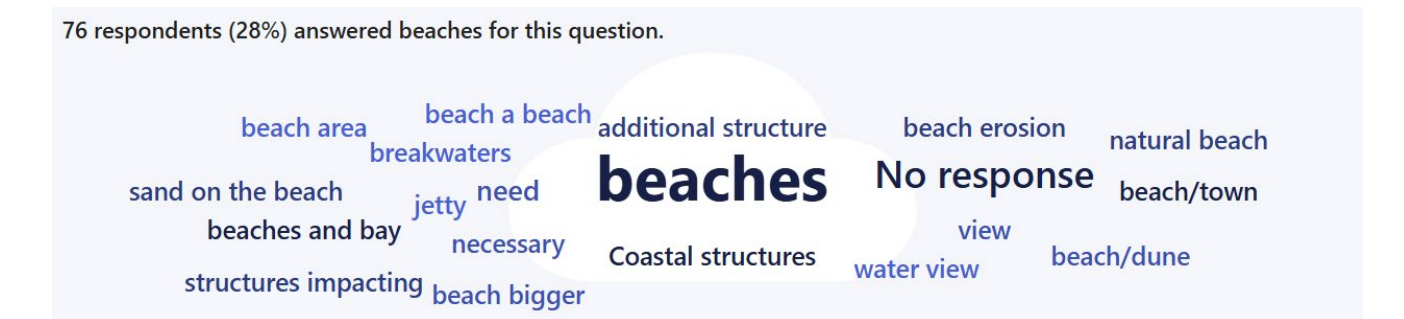 76 respondents (28%) answered beaches for this question.
beach a beach
beach area
additional structure
beach erosion
natural beach
breakwaters
beaches
No response
sand on the beach
jetty
need
beach/town
beaches and bay
necessary
view
Coastal structures
water view
beach/dune
structures impacting
beach bigger